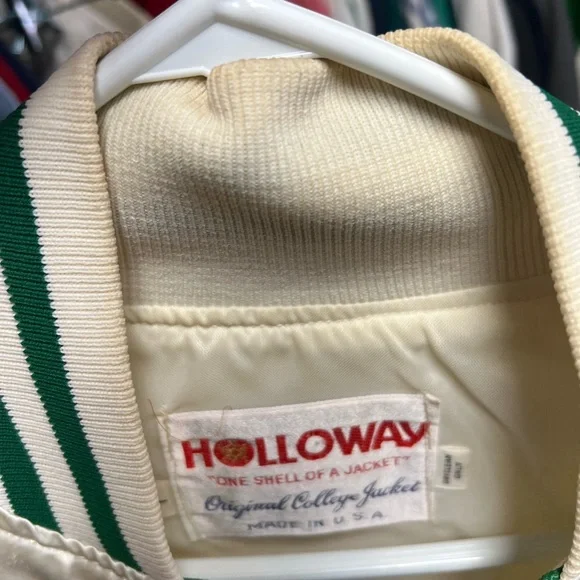 HOLLOWAY
"ONE SHELL OF A JACKET"
Original College Jacket
MADE IN U.S.A.